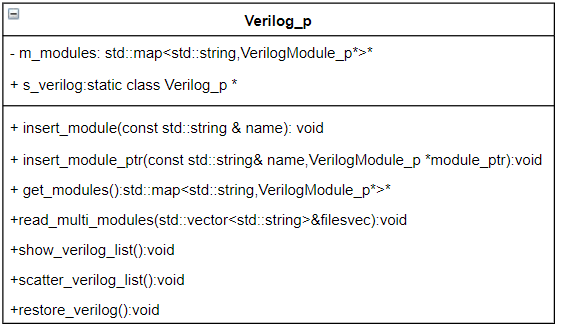 Verilog_p
- m_modules: std::map<std::string,VerilogModule_p*>*
+ s_verilog:static class Verilog_p *
+ insert_module(const std::string & name): void
+ insert_module_ptr(const std::string& name,VerilogModule_p *module_ptr):void
+ get_modules():std::map<std::string,VerilogModule_p*>*
+read_multi_modules(std::vector<std::string>&filesvec):void
+show_verilog_list():void
+scatter_verilog_list():void
+restore_verilog():void